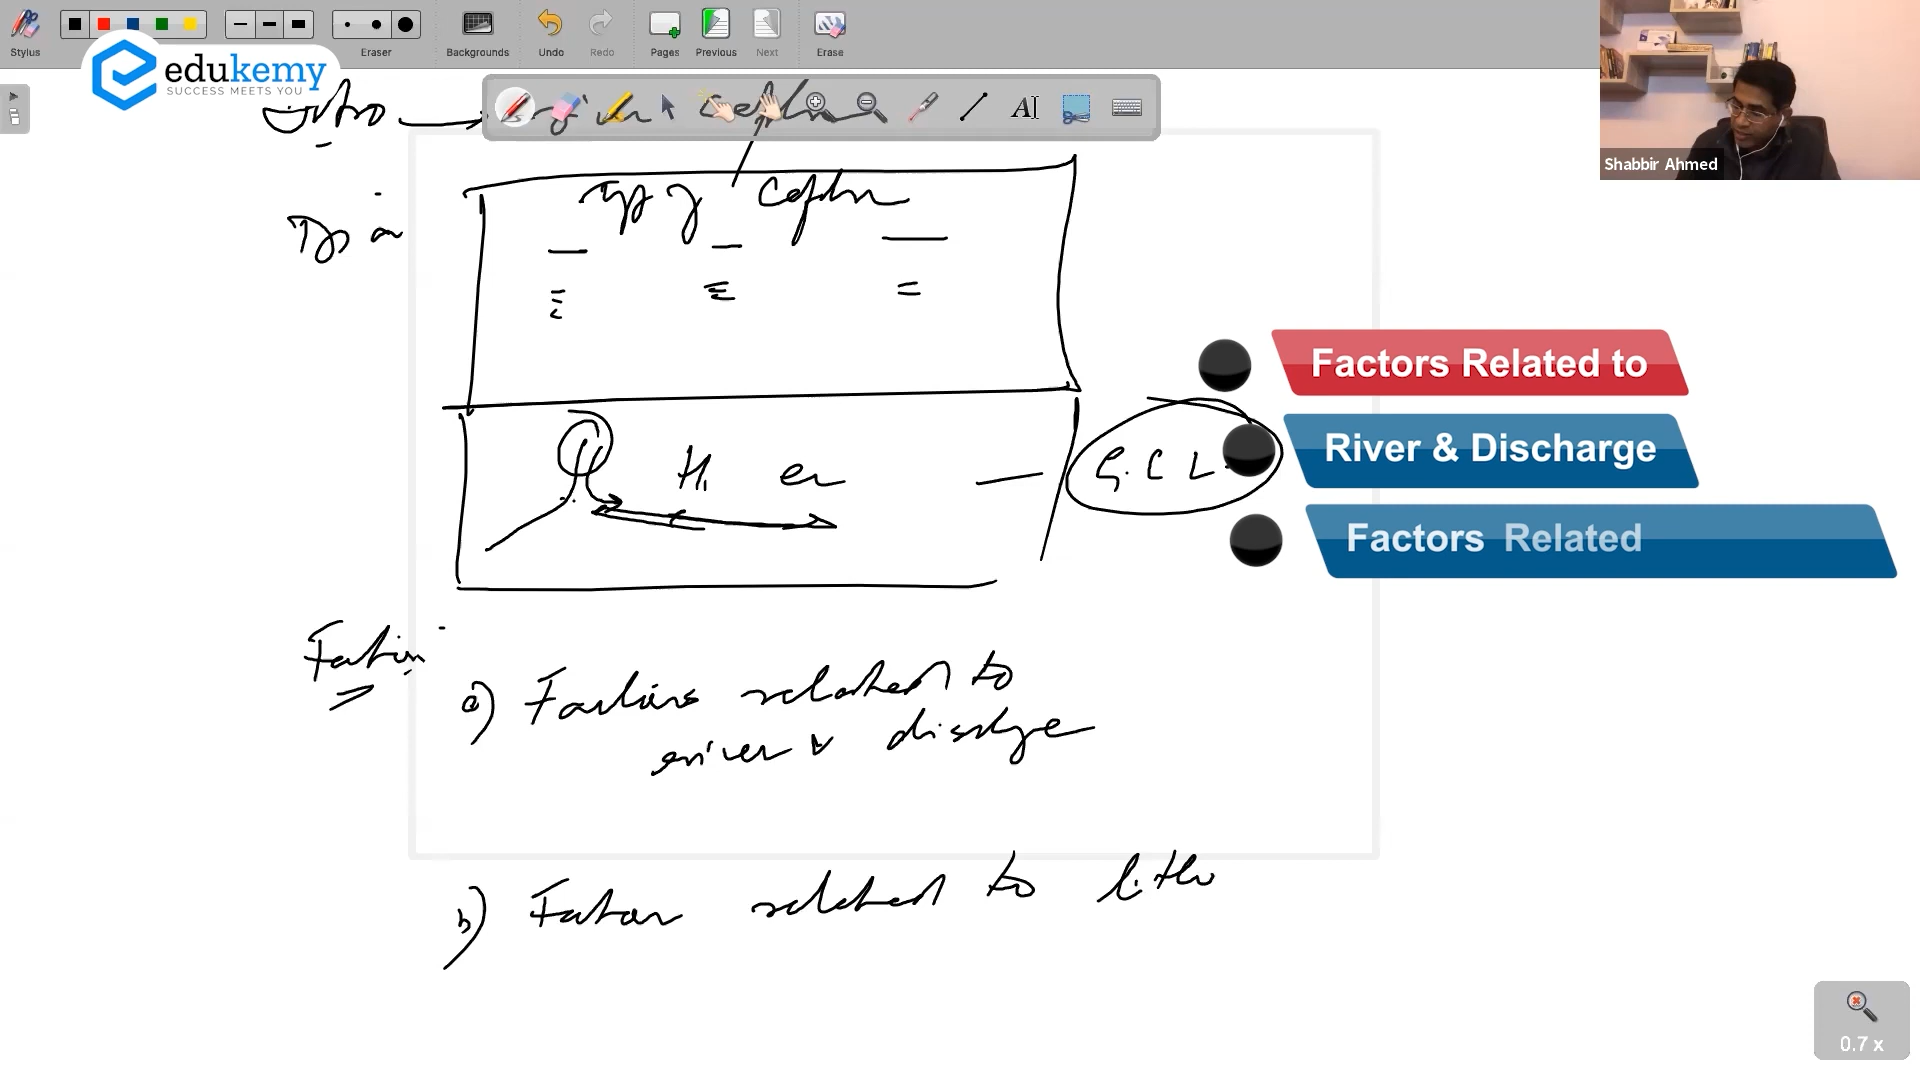 Stylus
Eraser
Backgrounds
Undo
Redo
Pages
Previous
Next
Erase
edukemy
SUCCESS MEETS YOU
Intro
Shabbir Ahmed
Factors Related to
River & Discharge
Factors Related
H
G.C.L.
a) Factors related to
river & discharge
b) Factor related to litho
0.7 x